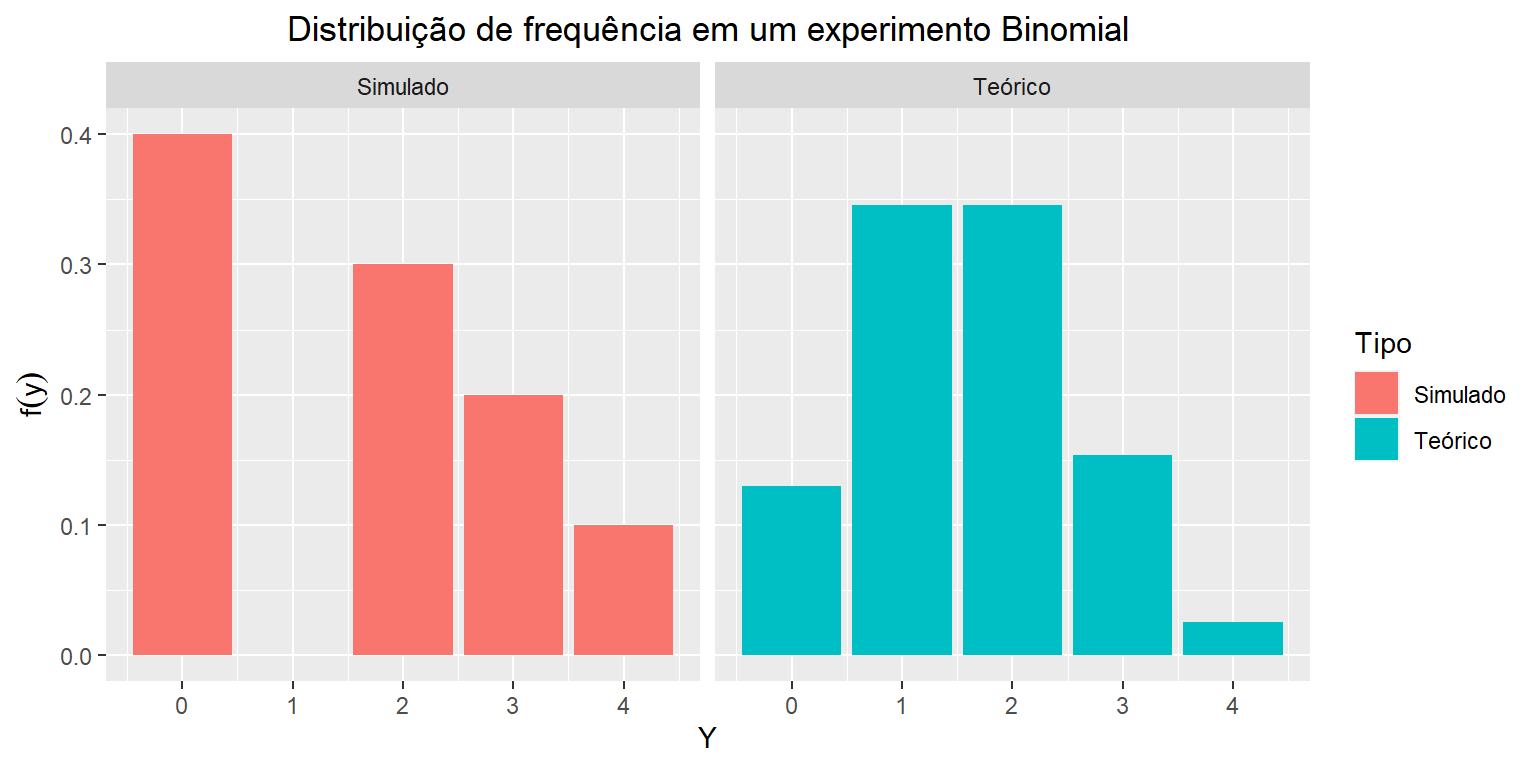 Distribuição de frequência em um experimento Binomial
Simulado
Teórico
f(y)
0.4
0.3
0.2
0.1
0.0
0 1 2 3 4
0 1 2 3 4
Y
Tipo
Simulado
Teórico